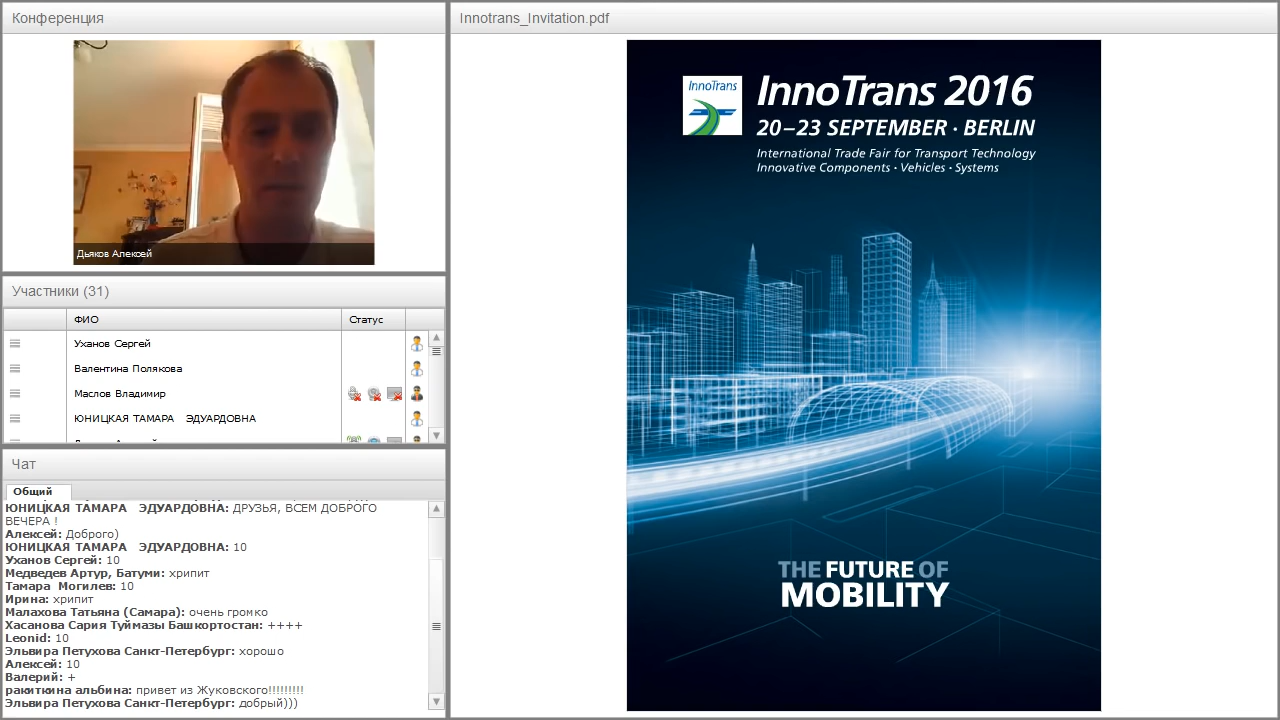 Конференция
Дьяков Алексей
Участники (31)
ФИО
Статус
Уханов Сергей
Валентина Полякова
Маслов Владимир
ЮНИЦКАЯ ТАМАРА ЭДУАРДОВНА
Чат
Общий
ЮНИЦКАЯ ТАМАРА ЭДУАРДОВНА: ДРУЗЬЯ, ВСЕМ ДОБРОГО
ВЕЧЕРА !
Алексей: Доброго)
ЮНИЦКАЯ ТАМАРА ЭДУАРДОВНА: 10
Уханов Сергей: 10
Медведев Артур, Батуми: хрипит
Тамара Могилев: 10
Ирина: хрипит
Малахова Татьяна (Самара): очень громко
Хасанова Сария Туймазы Башкортостан: ++++
Leonid: 10
Эльвира Петухова Санкт-Петербург: хорошо
Алексей: 10
Валерий: +
ракиткина альбина: привет из Жуковского!!!!!!!!!
Эльвира Петухова Санкт-Петербург: добрый)))
Innotrans_Invitation.pdf
InnoTrans
InnoTrans 2016
20–23 SEPTEMBER · BERLIN
International Trade Fair for Transport Technology
Innovative Components · Vehicles · Systems
THE FUTURE OF
MOBILITY